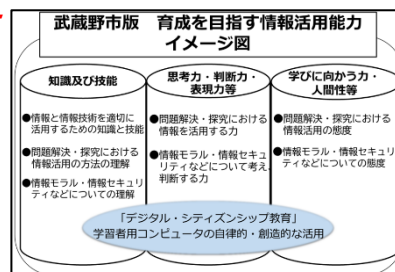 武蔵野市版 育成を目指す情報活用能力
イメージ図
知識及び技能
●情報と情報技術を適切に
活用するための知識と技能
●問題解決・探究における
情報活用の方法の理解
●情報モラル・情報セキュリ
ティなどについての理解
思考力・判断力・
表現力等
●問題解決・探究における
情報を活用する力
●情報モラル・情報セキュ
リティなどについて考え、
判断する力
学びに向かう力・
人間性等
●問題解決・探究における
情報活用の態度
●情報モラル・情報セキュリ
ティなどについての態度
「デジタル・シティズンシップ教育」
学習者用コンピュータの自律的・創造的な活用